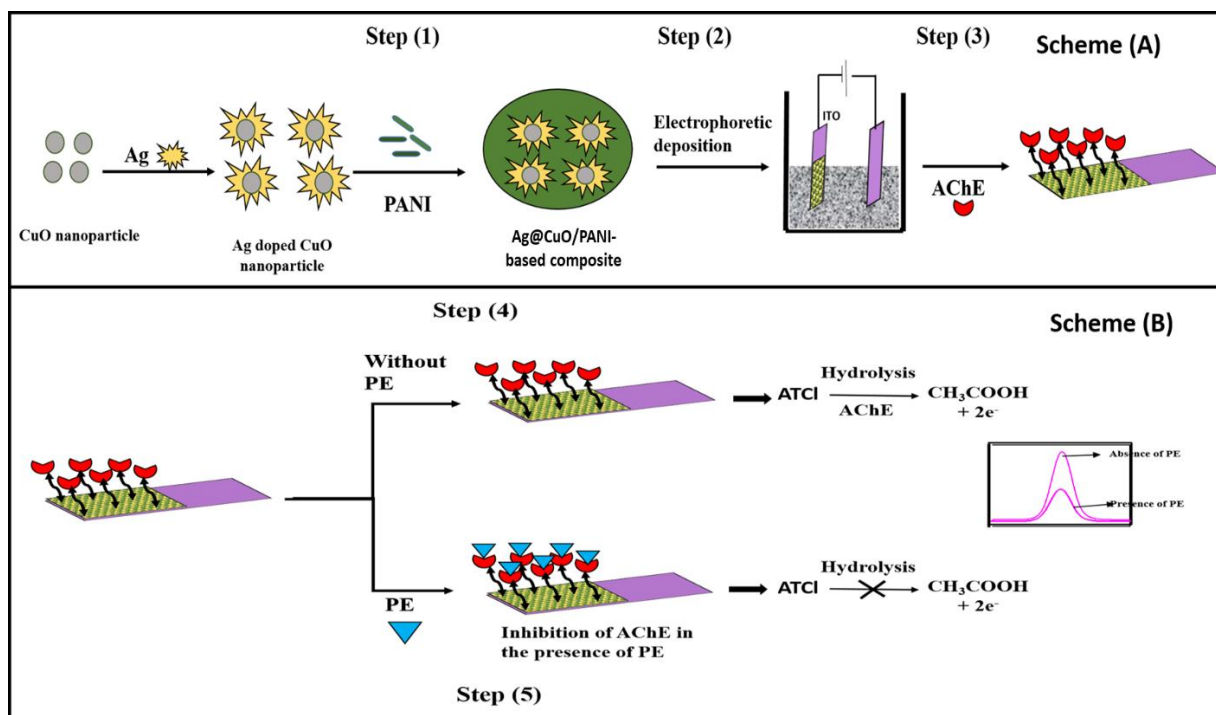 Step (1)
Step (2)
Step (3)
Scheme (A)
Ag
PANI
Electrophoretic
deposition
ITO
AChE
CuO nanoparticle
Ag doped CuO
nanoparticle
Ag@CuO/PANI-
based composite
Step (4)
Scheme (B)
Without
PE
ATCl
Hydrolysis
AChE
CH₃COOH
+ 2e⁻
Absence of PE
Presence of PE
PE
Inhibition of AChE in
the presence of PE
ATCl
Hydrolysis
CH₃COOH
+ 2e⁻
Step (5)